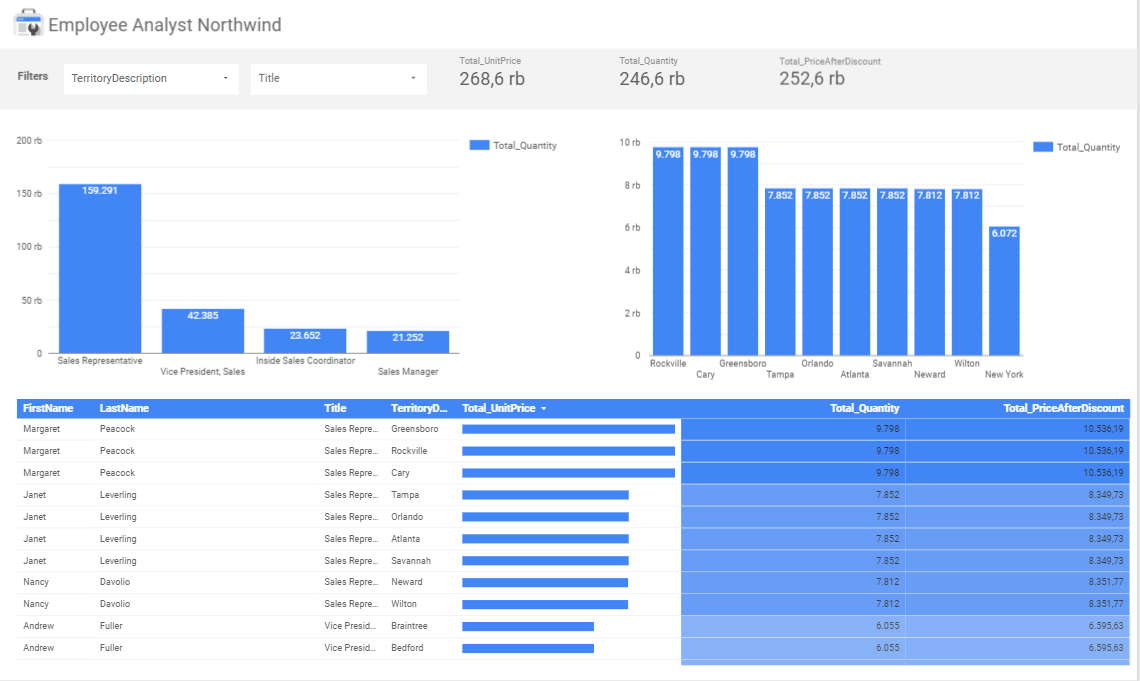 Employee Analyst Northwind
Filters
TerritoryDescription
Title
Total_UnitPrice
268,6 rb
Total_Quantity
246,6 rb
Total_PriceAfterDiscount
252,6 rb
200 rb
150 rb
100 rb
50 rb
0
159.291
42.385
23.652
21.252
Sales Representative
Vice President, Sales
Inside Sales Coordinator
Sales Manager
Total_Quantity
10 rb
8 rb
6 rb
4 rb
2 rb
0
9.798 9.798 9.798 7.852 7.852 7.852 7.852 7.812 7.812 6.072
Rockville
Cary
Greensboro
Tampa
Orlando
Atlanta
Savannah
Neward
Wilton
New York
Total_Quantity
FirstName LastName Title TerritoryD... Total_UnitPrice Total_Quantity Total_PriceAfterDiscount
Margaret Peacock Sales Repre... Greensboro 9.798 10.536,19
Margaret Peacock Sales Repre... Rockville 9.798 10.536,19
Margaret Peacock Sales Repre... Cary 9.798 10.536,19
Janet Leverling Sales Repre... Tampa 7.852 8.349,73
Janet Leverling Sales Repre... Orlando 7.852 8.349,73
Janet Leverling Sales Repre... Atlanta 7.852 8.349,73
Janet Leverling Sales Repre... Savannah 7.852 8.349,73
Nancy Davolio Sales Repre... Neward 7.812 8.351,77
Nancy Davolio Sales Repre... Wilton 7.812 8.351,77
Andrew Fuller Vice Presid... Braintree 6.055 6.595,63
Andrew Fuller Vice Presid... Bedford 6.055 6.595,63